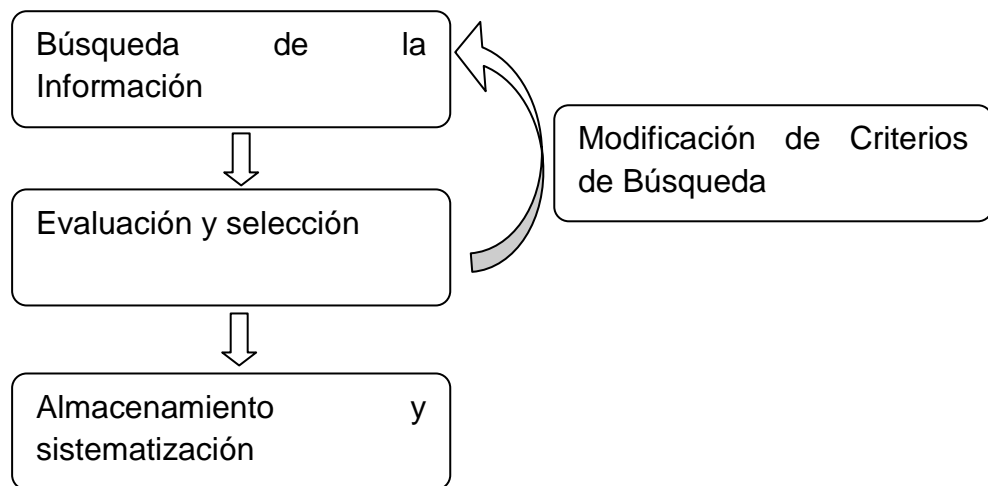 Búsqueda de la
Información
Modificación de Criterios
de Búsqueda
Evaluación y selección
Almacenamiento y
sistematización